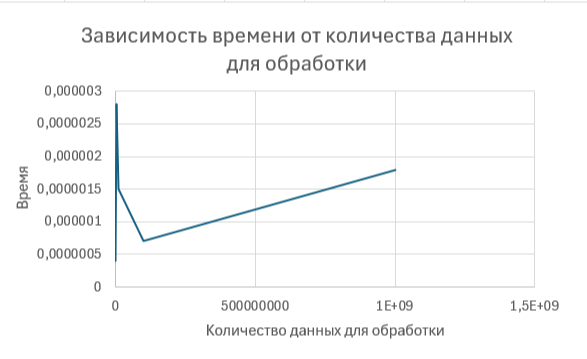 Зависимость времени от количества данных
для обработки
0,000003
0,0000025
0,000002
0,0000015
0,000001
0,0000005
0
Время
0 500000000 1E+09 1,5E+09
Количество данных для обработки